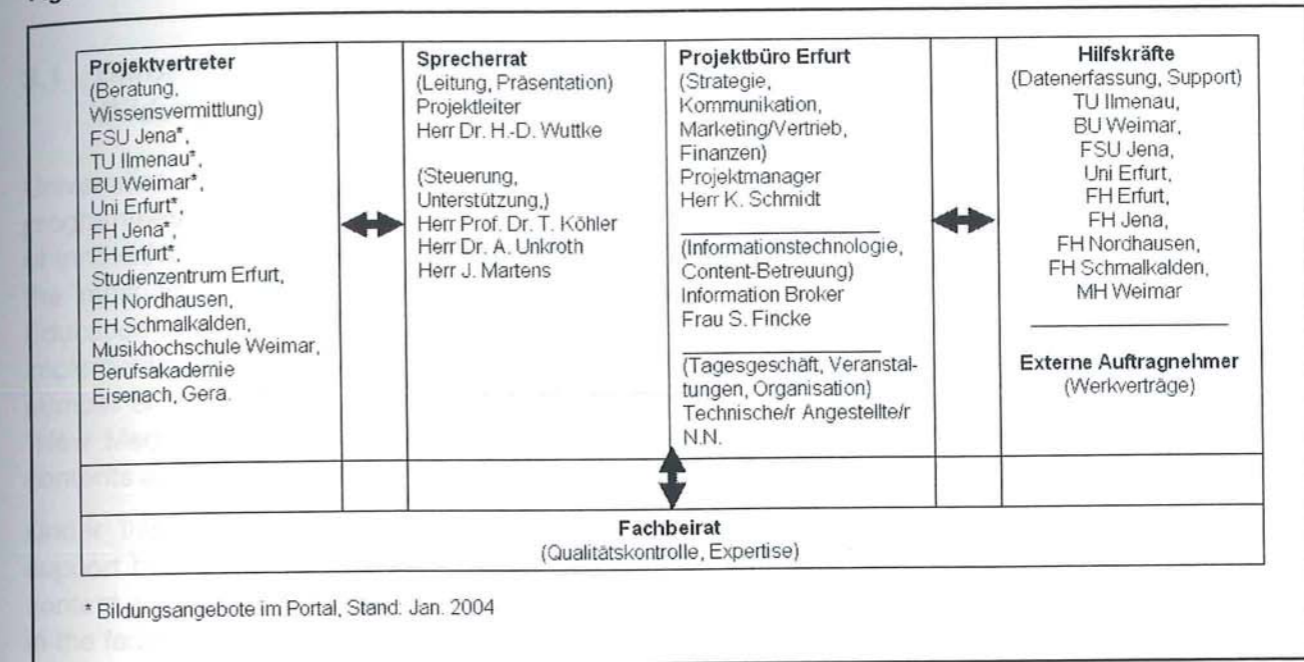 Projektvertreter
(Beratung,
Wissensvermittlung)
FSU Jena*,
TU Ilmenau*,
BU Weimar*,
Uni Erfurt*,
FH Jena*,
FH Erfurt*,
Studienzentrum Erfurt,
FH Nordhausen,
FH Schmalkalden,
Musikhochschule Weimar,
Berufsakademie
Eisenach, Gera.
Sprecherrat
(Leitung, Präsentation)
Projektleiter
Herr Dr. H.-D. Wuttke
(Steuerung,
Unterstützung,)
Herr Prof. Dr. T. Köhler
Herr Dr. A. Unkroth
Herr J. Martens
Projektbüro Erfurt
(Strategie,
Kommunikation,
Marketing/Vertrieb,
Finanzen)
Projektmanager
Herr K. Schmidt
(Informationstechnologie,
Content-Betreuung)
Information Broker
Frau S. Fincke
(Tagesgeschäft, Veranstal-
tungen, Organisation)
Technische/r Angestellte/r
N.N.
Hilfskräfte
(Datenerfassung, Support)
TU Ilmenau,
BU Weimar,
FSU Jena,
Uni Erfurt,
FH Erfurt,
FH Jena,
FH Nordhausen,
FH Schmalkalden,
MH Weimar
Externe Auftragnehmer
(Werkverträge)
Fachbeirat
(Qualitätskontrolle, Expertise)
* Bildungsangebote im Portal, Stand: Jan. 2004